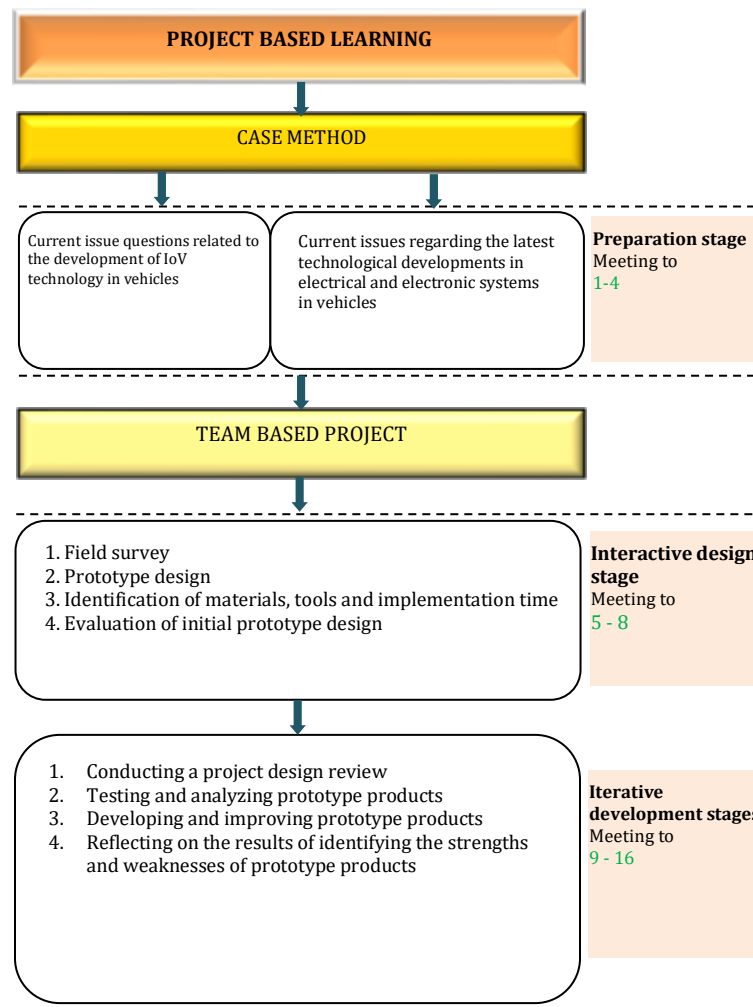 PROJECT BASED LEARNING
CASE METHOD
Current issue questions related to
the development of IoV
technology in vehicles
Current issues regarding the latest
technological developments in
electrical and electronic systems
in vehicles
Preparation stage
Meeting to
1-4
TEAM BASED PROJECT
1. Field survey
2. Prototype design
3. Identification of materials, tools and implementation time
4. Evaluation of initial prototype design
Interactive design
stage
Meeting to
5 - 8
1. Conducting a project design review
2. Testing and analyzing prototype products
3. Developing and improving prototype products
4. Reflecting on the results of identifying the strengths
and weaknesses of prototype products
Iterative
development stages
Meeting to
9 - 16